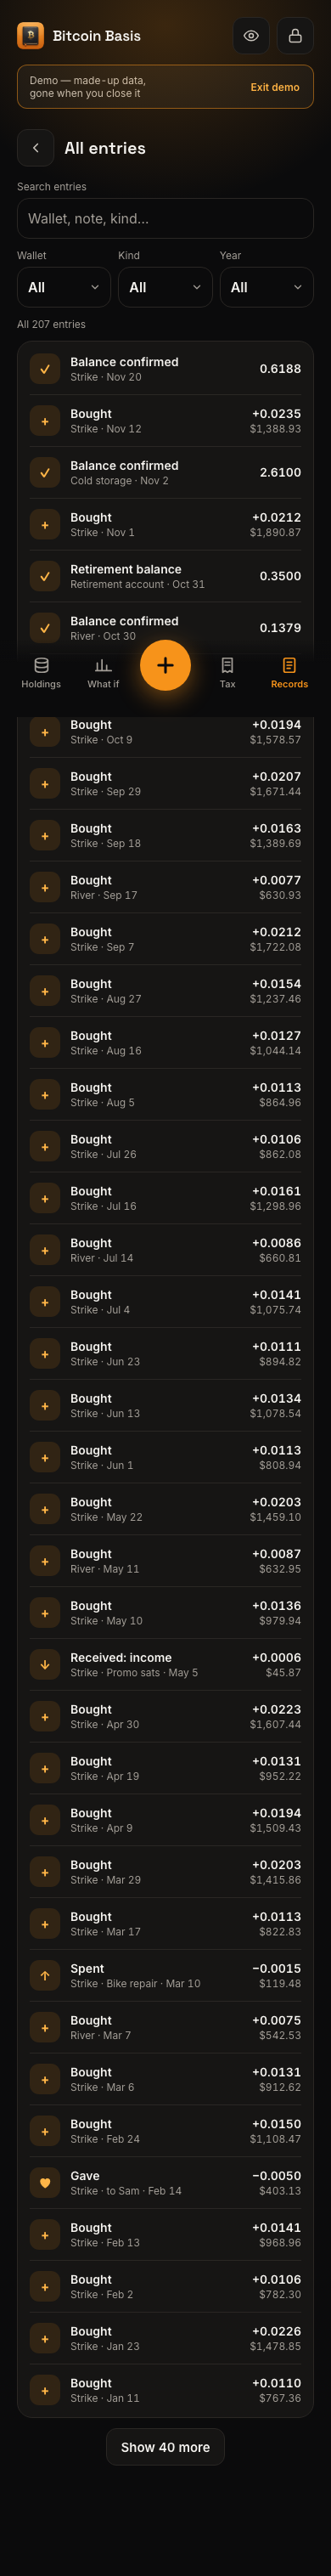 Bitcoin Basis
Demo — made-up data,
gone when you close it
Exit demo
All entries
Search entries
Wallet, note, kind...
Wallet
Kind
Year
All
All
All
All 207 entries
Balance confirmed
0.6188
Strike · Nov 20
Bought
+0.0235
Strike · Nov 12
$1,388.93
Balance confirmed
2.6100
Cold storage · Nov 2
Bought
+0.0212
Strike · Nov 1
$1,890.87
Retirement balance
0.3500
Retirement account · Oct 31
Balance confirmed
0.1379
River · Oct 30
Holdings
What if
Tax
Records
Bought
+0.0194
Strike · Oct 9
$1,578.57
Bought
+0.0207
Strike · Sep 29
$1,671.44
Bought
+0.0163
Strike · Sep 18
$1,389.69
Bought
+0.0077
River · Sep 17
$630.93
Bought
+0.0212
Strike · Sep 7
$1,722.08
Bought
+0.0154
Strike · Aug 27
$1,237.46
Bought
+0.0127
Strike · Aug 16
$1,044.14
Bought
+0.0113
Strike · Aug 5
$864.96
Bought
+0.0106
Strike · Jul 26
$862.08
Bought
+0.0161
Strike · Jul 16
$1,298.96
Bought
+0.0086
River · Jul 14
$660.81
Bought
+0.0141
Strike · Jul 4
$1,075.74
Bought
+0.0111
Strike · Jun 23
$894.82
Bought
+0.0134
Strike · Jun 13
$1,078.54
Bought
+0.0113
Strike · Jun 1
$808.94
Bought
+0.0203
Strike · May 22
$1,459.10
Bought
+0.0087
River · May 11
$632.95
Bought
+0.0136
Strike · May 10
$979.94
Received: income
+0.0006
Strike · Promo sats · May 5
$45.87
Bought
+0.0223
Strike · Apr 30
$1,607.44
Bought
+0.0131
Strike · Apr 19
$952.22
Bought
+0.0194
Strike · Apr 9
$1,509.43
Bought
+0.0203
Strike · Mar 29
$1,415.86
Bought
+0.0113
Strike · Mar 17
$822.83
Spent
−0.0015
Strike · Bike repair · Mar 10
$119.48
Bought
+0.0075
River · Mar 7
$542.53
Bought
+0.0131
Strike · Mar 6
$912.62
Bought
+0.0150
Strike · Feb 24
$1,108.47
Gave
−0.0050
Strike · to Sam · Feb 14
$403.13
Bought
+0.0141
Strike · Feb 13
$968.96
Bought
+0.0106
Strike · Feb 2
$782.30
Bought
+0.0226
Strike · Jan 23
$1,478.85
Bought
+0.0110
Strike · Jan 11
$767.36
Show 40 more